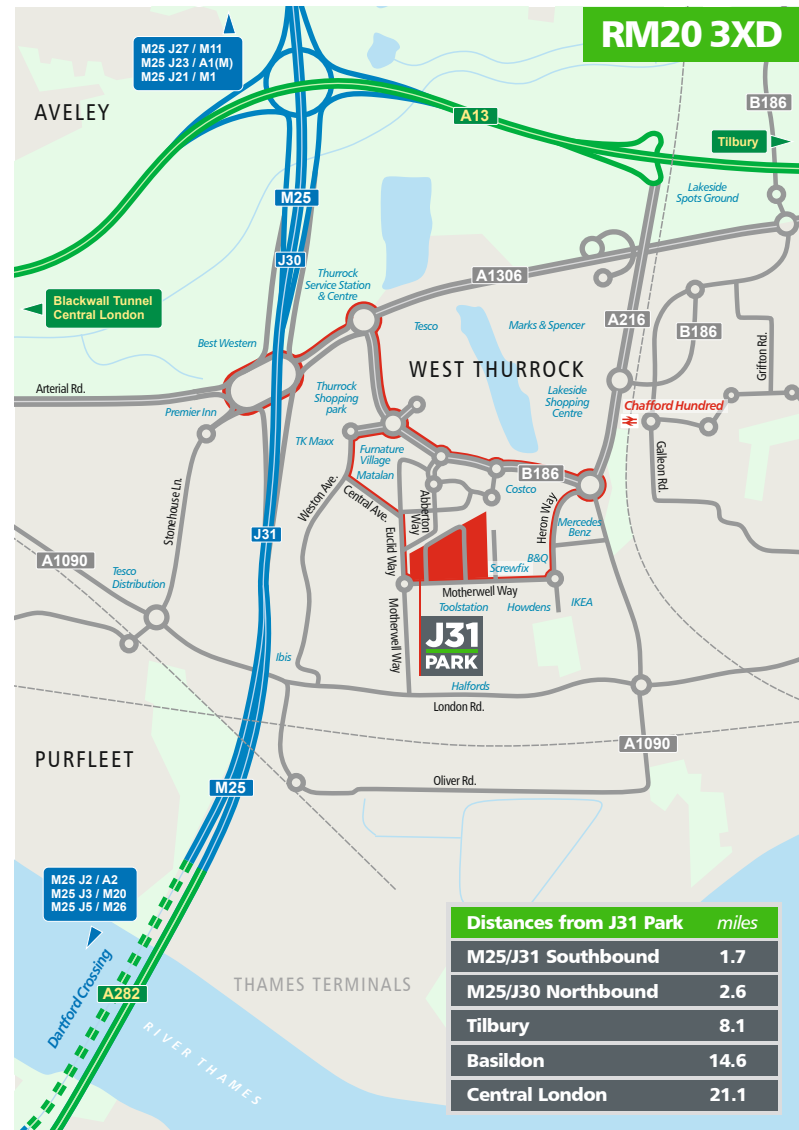 RM20 3XD
M25 J27 / M11
M25 J23 / A1(M)
M25 J21 / M1
AVELEY
B186
A13
Tilbury
Lakeside
Spots Ground
M25
J30
Thurrock
Service Station
& Centre
A1306
Blackwall Tunnel
Central London
Tesco
Marks & Spencer
A216
B186
Best Western
Grifton Rd.
WEST THURROCK
Arterial Rd.
Thurrock
Shopping
park
Lakeside
Shopping
Centre
Premier Inn
Chafford Hundred
TK Maxx
Furnature
Village
Matalan
Galleon Rd.
B186
Costco
Weston Ave.
Central Ave.
Abberton
Way
Stonehouse Ln.
Heron Way
Mercedes
Benz
J31
Euclid Way
A1090
B&Q
Screwfix
Tesco
Distribution
Motherwell Way
Toolstation
Howdens
IKEA
Motherwell Way
J31
PARK
Ibis
Halfords
London Rd.
A1090
PURFLEET
Oliver Rd.
M25
M25 J2 / A2
M25 J3 / M20
M25 J5 / M26
Dartford Crossing
A282
THAMES TERMINALS
RIVER THAMES
Distances from J31 Park miles
M25/J31 Southbound 1.7
M25/J30 Northbound 2.6
Tilbury 8.1
Basildon 14.6
Central London 21.1